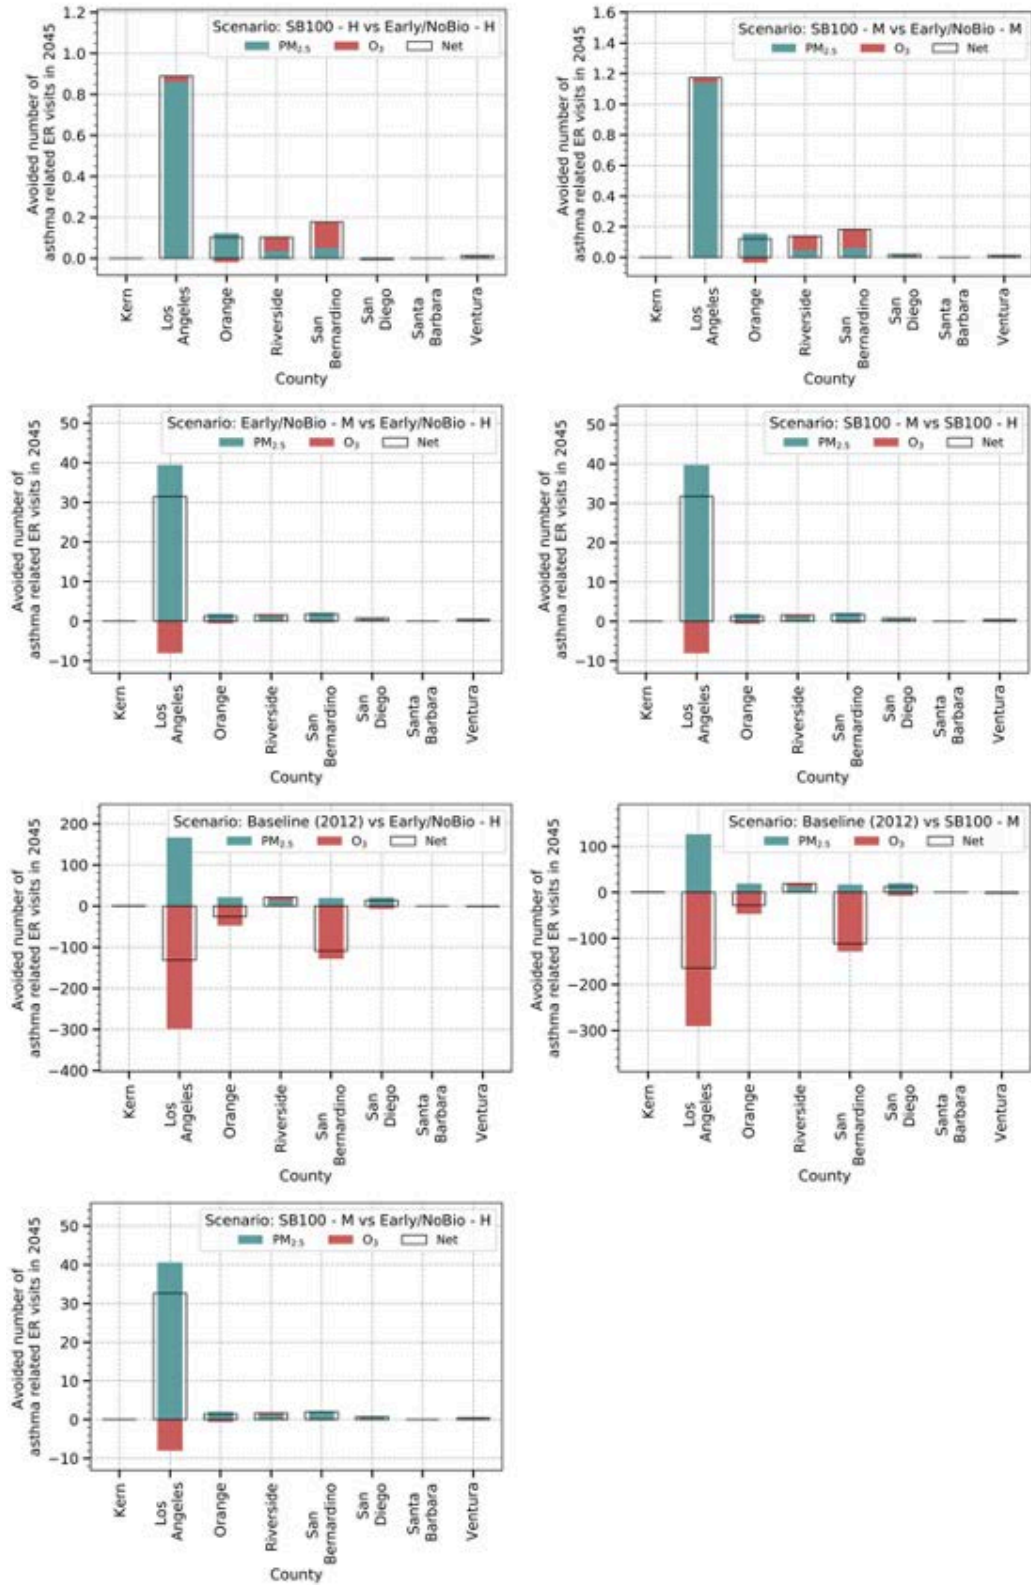 Scenario: SB100 - H vs Early/NoBio - H
PM₂.₅ O₃ Net
Avoided number of
asthma related ER visits in 2045
1.2
1.0
0.8
0.6
0.4
0.2
0.0
Kern
Los Angeles
Orange
Riverside
San Bernardino
San Diego
Santa Barbara
Ventura
County
Scenario: SB100 - M vs Early/NoBio - M
PM₂.₅ O₃ Net
Avoided number of
asthma related ER visits in 2045
1.6
1.4
1.2
1.0
0.8
0.6
0.4
0.2
0.0
Kern
Los Angeles
Orange
Riverside
San Bernardino
San Diego
Santa Barbara
Ventura
County
Scenario: Early/NoBio - M vs Early/NoBio - H
PM₂.₅ O₃ Net
Avoided number of
asthma related ER visits in 2045
50
40
30
20
10
0
−10
Kern
Los Angeles
Orange
Riverside
San Bernardino
San Diego
Santa Barbara
Ventura
County
Scenario: SB100 - M vs SB100 - H
PM₂.₅ O₃ Net
Avoided number of
asthma related ER visits in 2045
50
40
30
20
10
0
−10
Kern
Los Angeles
Orange
Riverside
San Bernardino
San Diego
Santa Barbara
Ventura
County
Scenario: Baseline (2012) vs Early/NoBio - H
PM₂.₅ O₃ Net
Avoided number of
asthma related ER visits in 2045
200
100
0
−100
−200
−300
−400
Kern
Los Angeles
Orange
Riverside
San Bernardino
San Diego
Santa Barbara
Ventura
County
Scenario: Baseline (2012) vs SB100 - M
PM₂.₅ O₃ Net
Avoided number of
asthma related ER visits in 2045
100
0
−100
−200
−300
Kern
Los Angeles
Orange
Riverside
San Bernardino
San Diego
Santa Barbara
Ventura
County
Scenario: SB100 - M vs Early/NoBio - H
PM₂.₅ O₃ Net
Avoided number of
asthma related ER visits in 2045
50
40
30
20
10
0
−10
Kern
Los Angeles
Orange
Riverside
San Bernardino
San Diego
Santa Barbara
Ventura
County